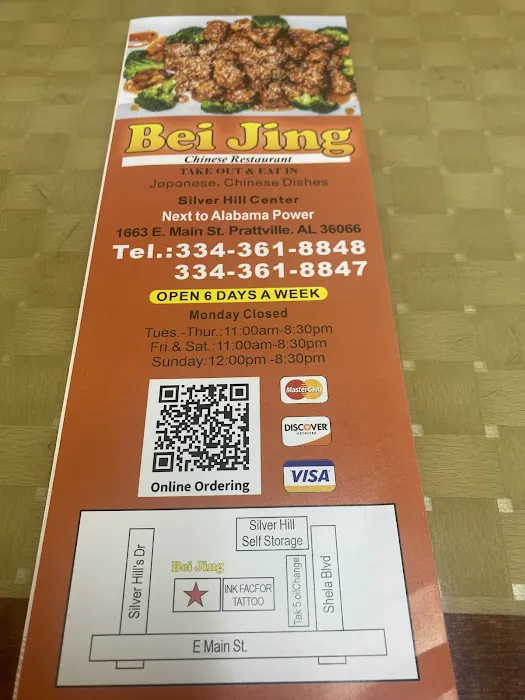 Bei Jing
Chinese Restaurant
TAKE OUT & EAT IN
Japanese, Chinese Dishes
Silver Hill Center
Next to Alabama Power
1663 E. Main St. Prattville. AL 36066
Tel.:334-361-8848
334-361-8847
OPEN 6 DAYS A WEEK
Monday Closed
Tues.-Thur.:11:00am-8:30pm
Fri.& Sat.:11:00am-8:30pm
Sunday:12:00pm -8:30pm
MasterCard
DISCOVER
NETWORK
VISA
Online Ordering
Silver Hill
Self Storage
Silver Hill's Dr
Bei Jing
INK FACFOR
TATTOO
Tak 5 oilChange
Shela Blvd
E Main St.